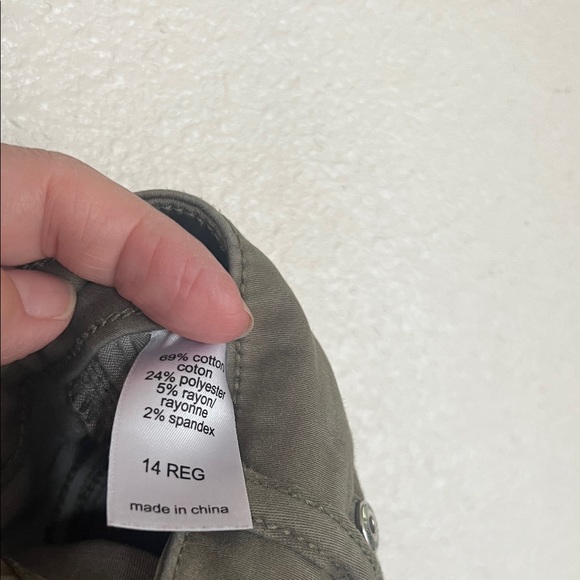 69% cotton
coton
24% polyester
5% rayon/
rayonne
2% spandex
14 REG
made in china